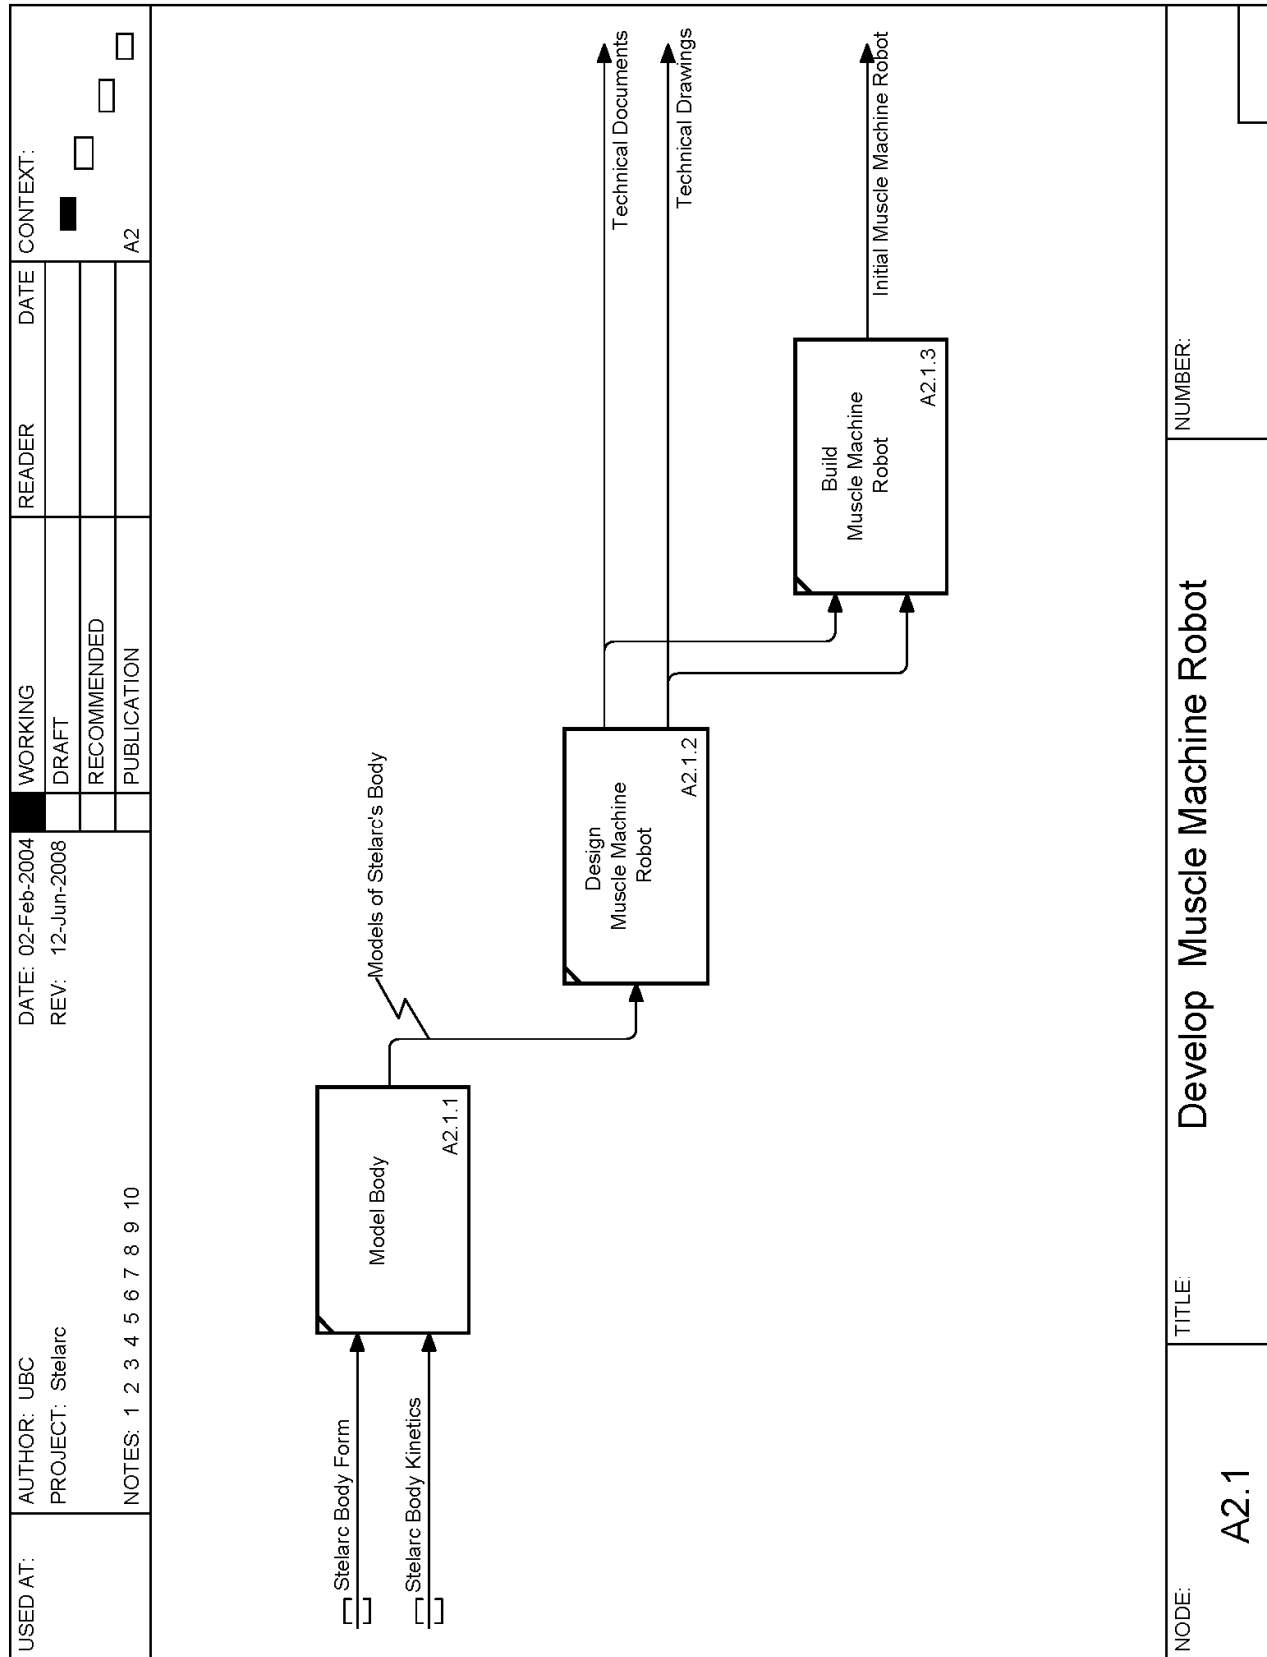 USED AT:
AUTHOR: UBC
DATE: 02-Feb-2004
WORKING
READER
DATE
CONTEXT:
PROJECT: Stelarc
REV: 12-Jun-2008
DRAFT
RECOMMENDED
NOTES: 1 2 3 4 5 6 7 8 9 10
PUBLICATION
A2
Stelarc Body Form
Stelarc Body Kinetics
Model Body
A2.1.1
Models of Stelarc's Body
Design
Muscle Machine
Robot
A2.1.2
Technical Documents
Technical Drawings
Build
Muscle Machine
Robot
A2.1.3
Initial Muscle Machine Robot
NODE:
A2.1
TITLE:
Develop Muscle Machine Robot
NUMBER: